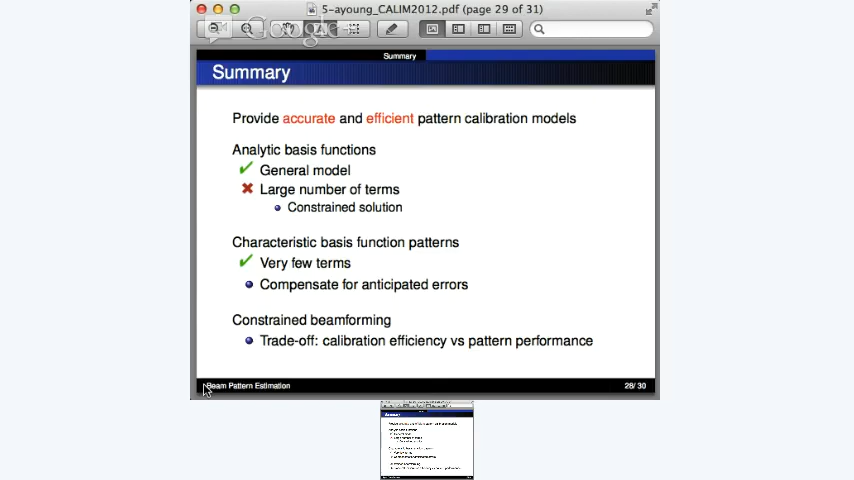 5-ayoung_CALIM2012.pdf (page 29 of 31)
Google+
Summary
Summary
Provide accurate and efficient pattern calibration models
Analytic basis functions
General model
Large number of terms
Constrained solution
Characteristic basis function patterns
Very few terms
Compensate for anticipated errors
Constrained beamforming
Trade-off: calibration efficiency vs pattern performance
Beam Pattern Estimation
28/ 30